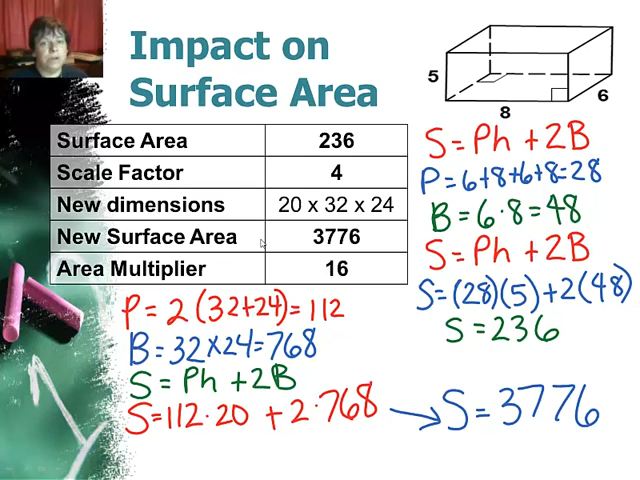 Impact on
Surface Area
5
6
8
Surface Area 236
Scale Factor 4
New dimensions 20 x 32 x 24
New Surface Area 3776
Area Multiplier 16
S = Ph + 2B
P = 6+8+6+8=28
B = 6·8 = 48
S = Ph + 2B
S = (28)(5)+2(48)
S = 236
P = 2(32+24) = 112
B = 32×24=768
S = Ph + 2B
S=112·20 + 2·768
S = 3776